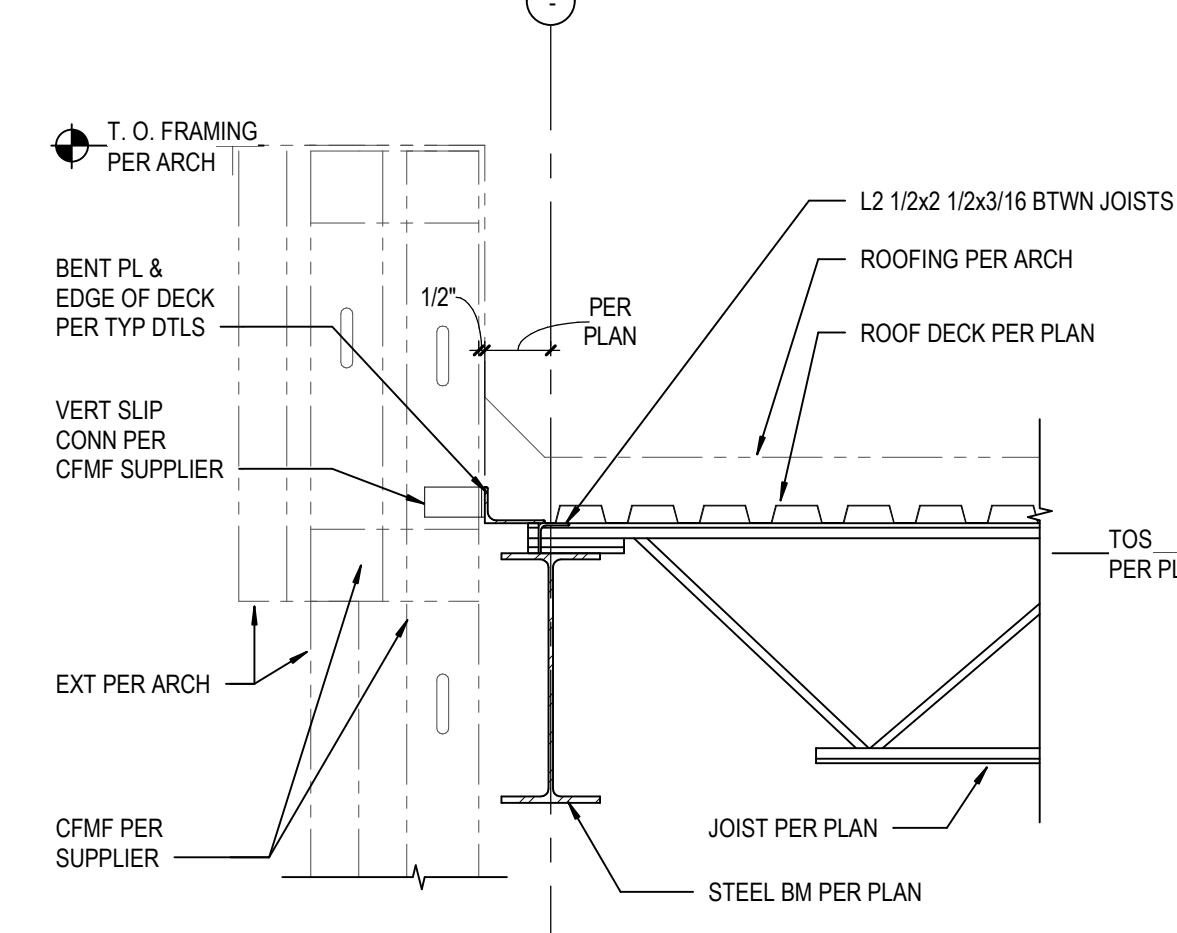 -
T. O. FRAMING
PER ARCH
L2 1/2x2 1/2x3/16 BTWN JOISTS
ROOFING PER ARCH
ROOF DECK PER PLAN
BENT PL &
EDGE OF DECK
PER TYP DTLS
1/2"
PER
PLAN
VERT SLIP
CONN PER
CFMF SUPPLIER
TOS
PER PL
EXT PER ARCH
CFMF PER
SUPPLIER
JOIST PER PLAN
STEEL BM PER PLAN